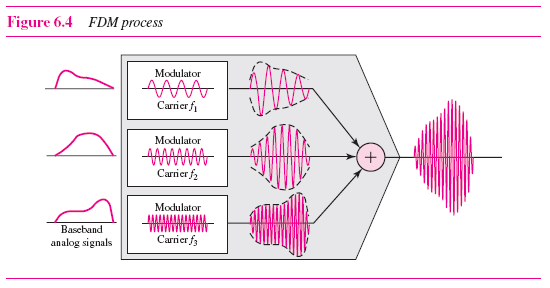 Figure 6.4 FDM process
Modulator
Carrier f1
Modulator
Carrier f2
Modulator
Carrier f3
+
Baseband
analog signals